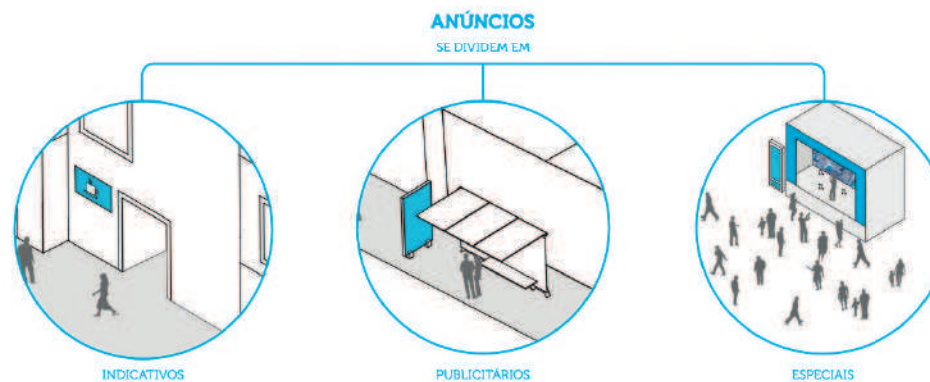 ANÚNCIOS
SE DIVIDEM EM
INDICATIVOS
PUBLICITÁRIOS
ESPECIAIS